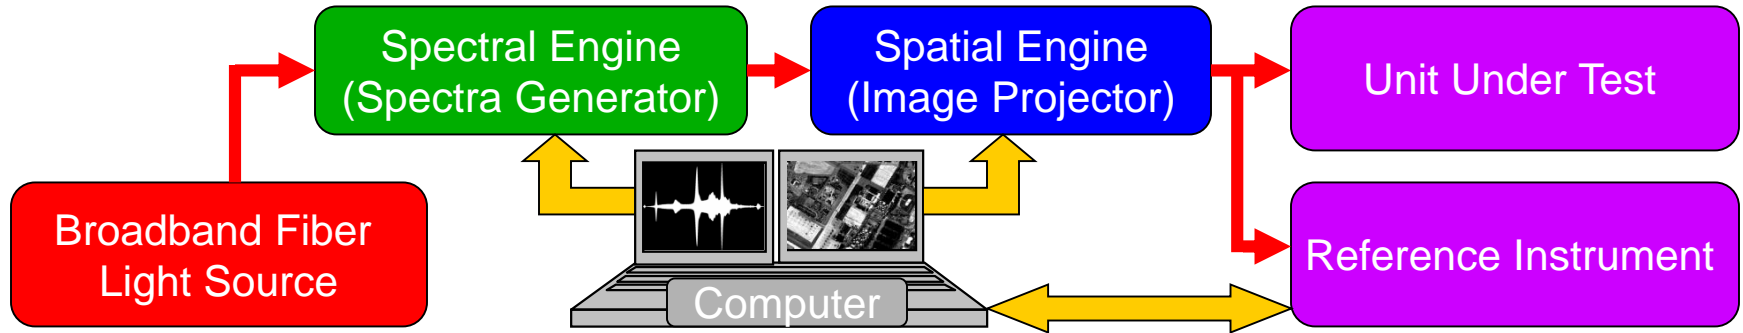 Spectral Engine
(Spectra Generator)
Spatial Engine
(Image Projector)
Unit Under Test
Broadband Fiber
Light Source
Computer
Reference Instrument